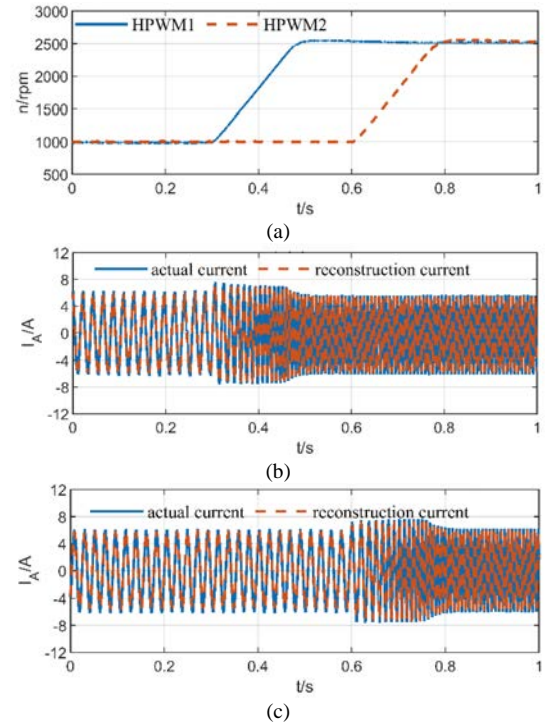 HPWM1 HPWM2
3000
2500
2000
1500
1000
500
n/rpm
0 0.2 0.4 0.6 0.8 1
t/s
(a)
actual current reconstruction current
12
8
4
0
-4
-8
-12
I_A/A
0 0.2 0.4 0.6 0.8 1
t/s
(b)
actual current reconstruction current
12
8
4
0
-4
-8
-12
I_A/A
0 0.2 0.4 0.6 0.8 1
t/s
(c)